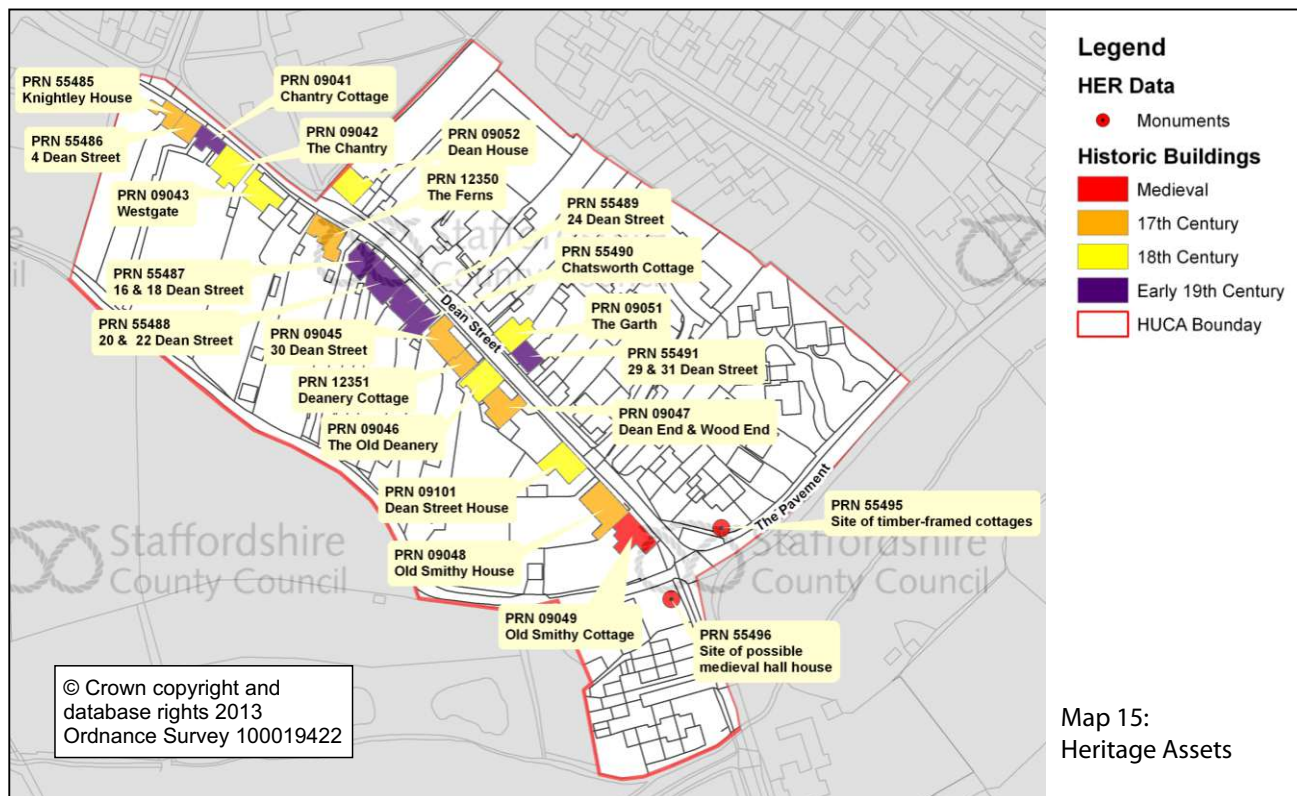 PRN 55485
Knightley House
PRN 09041
Chantry Cottage
PRN 55486
4 Dean Street
PRN 09042
The Chantry
PRN 09052
Dean House
PRN 12350
The Ferns
PRN 09043
Westgate
PRN 55489
24 Dean Street
PRN 55490
Chatsworth Cottage
PRN 55487
16 & 18 Dean Street
PRN 55488
20 & 22 Dean Street
PRN 09045
30 Dean Street
Dean Street
PRN 09051
The Garth
PRN 55491
29 & 31 Dean Street
PRN 12351
Deanery Cottage
PRN 09046
The Old Deanery
PRN 09047
Dean End & Wood End
PRN 09101
Dean Street House
The Pavement
PRN 55495
Site of timber-framed cottages
PRN 09048
Old Smithy House
PRN 09049
Old Smithy Cottage
PRN 55496
Site of possible
medieval hall house
Staffordshire
County Council
Staffordshire
County Council
© Crown copyright and
database rights 2013
Ordnance Survey 100019422
Legend
HER Data
Monuments
Historic Buildings
Medieval
17th Century
18th Century
Early 19th Century
HUCA Bounday
Map 15:
Heritage Assets